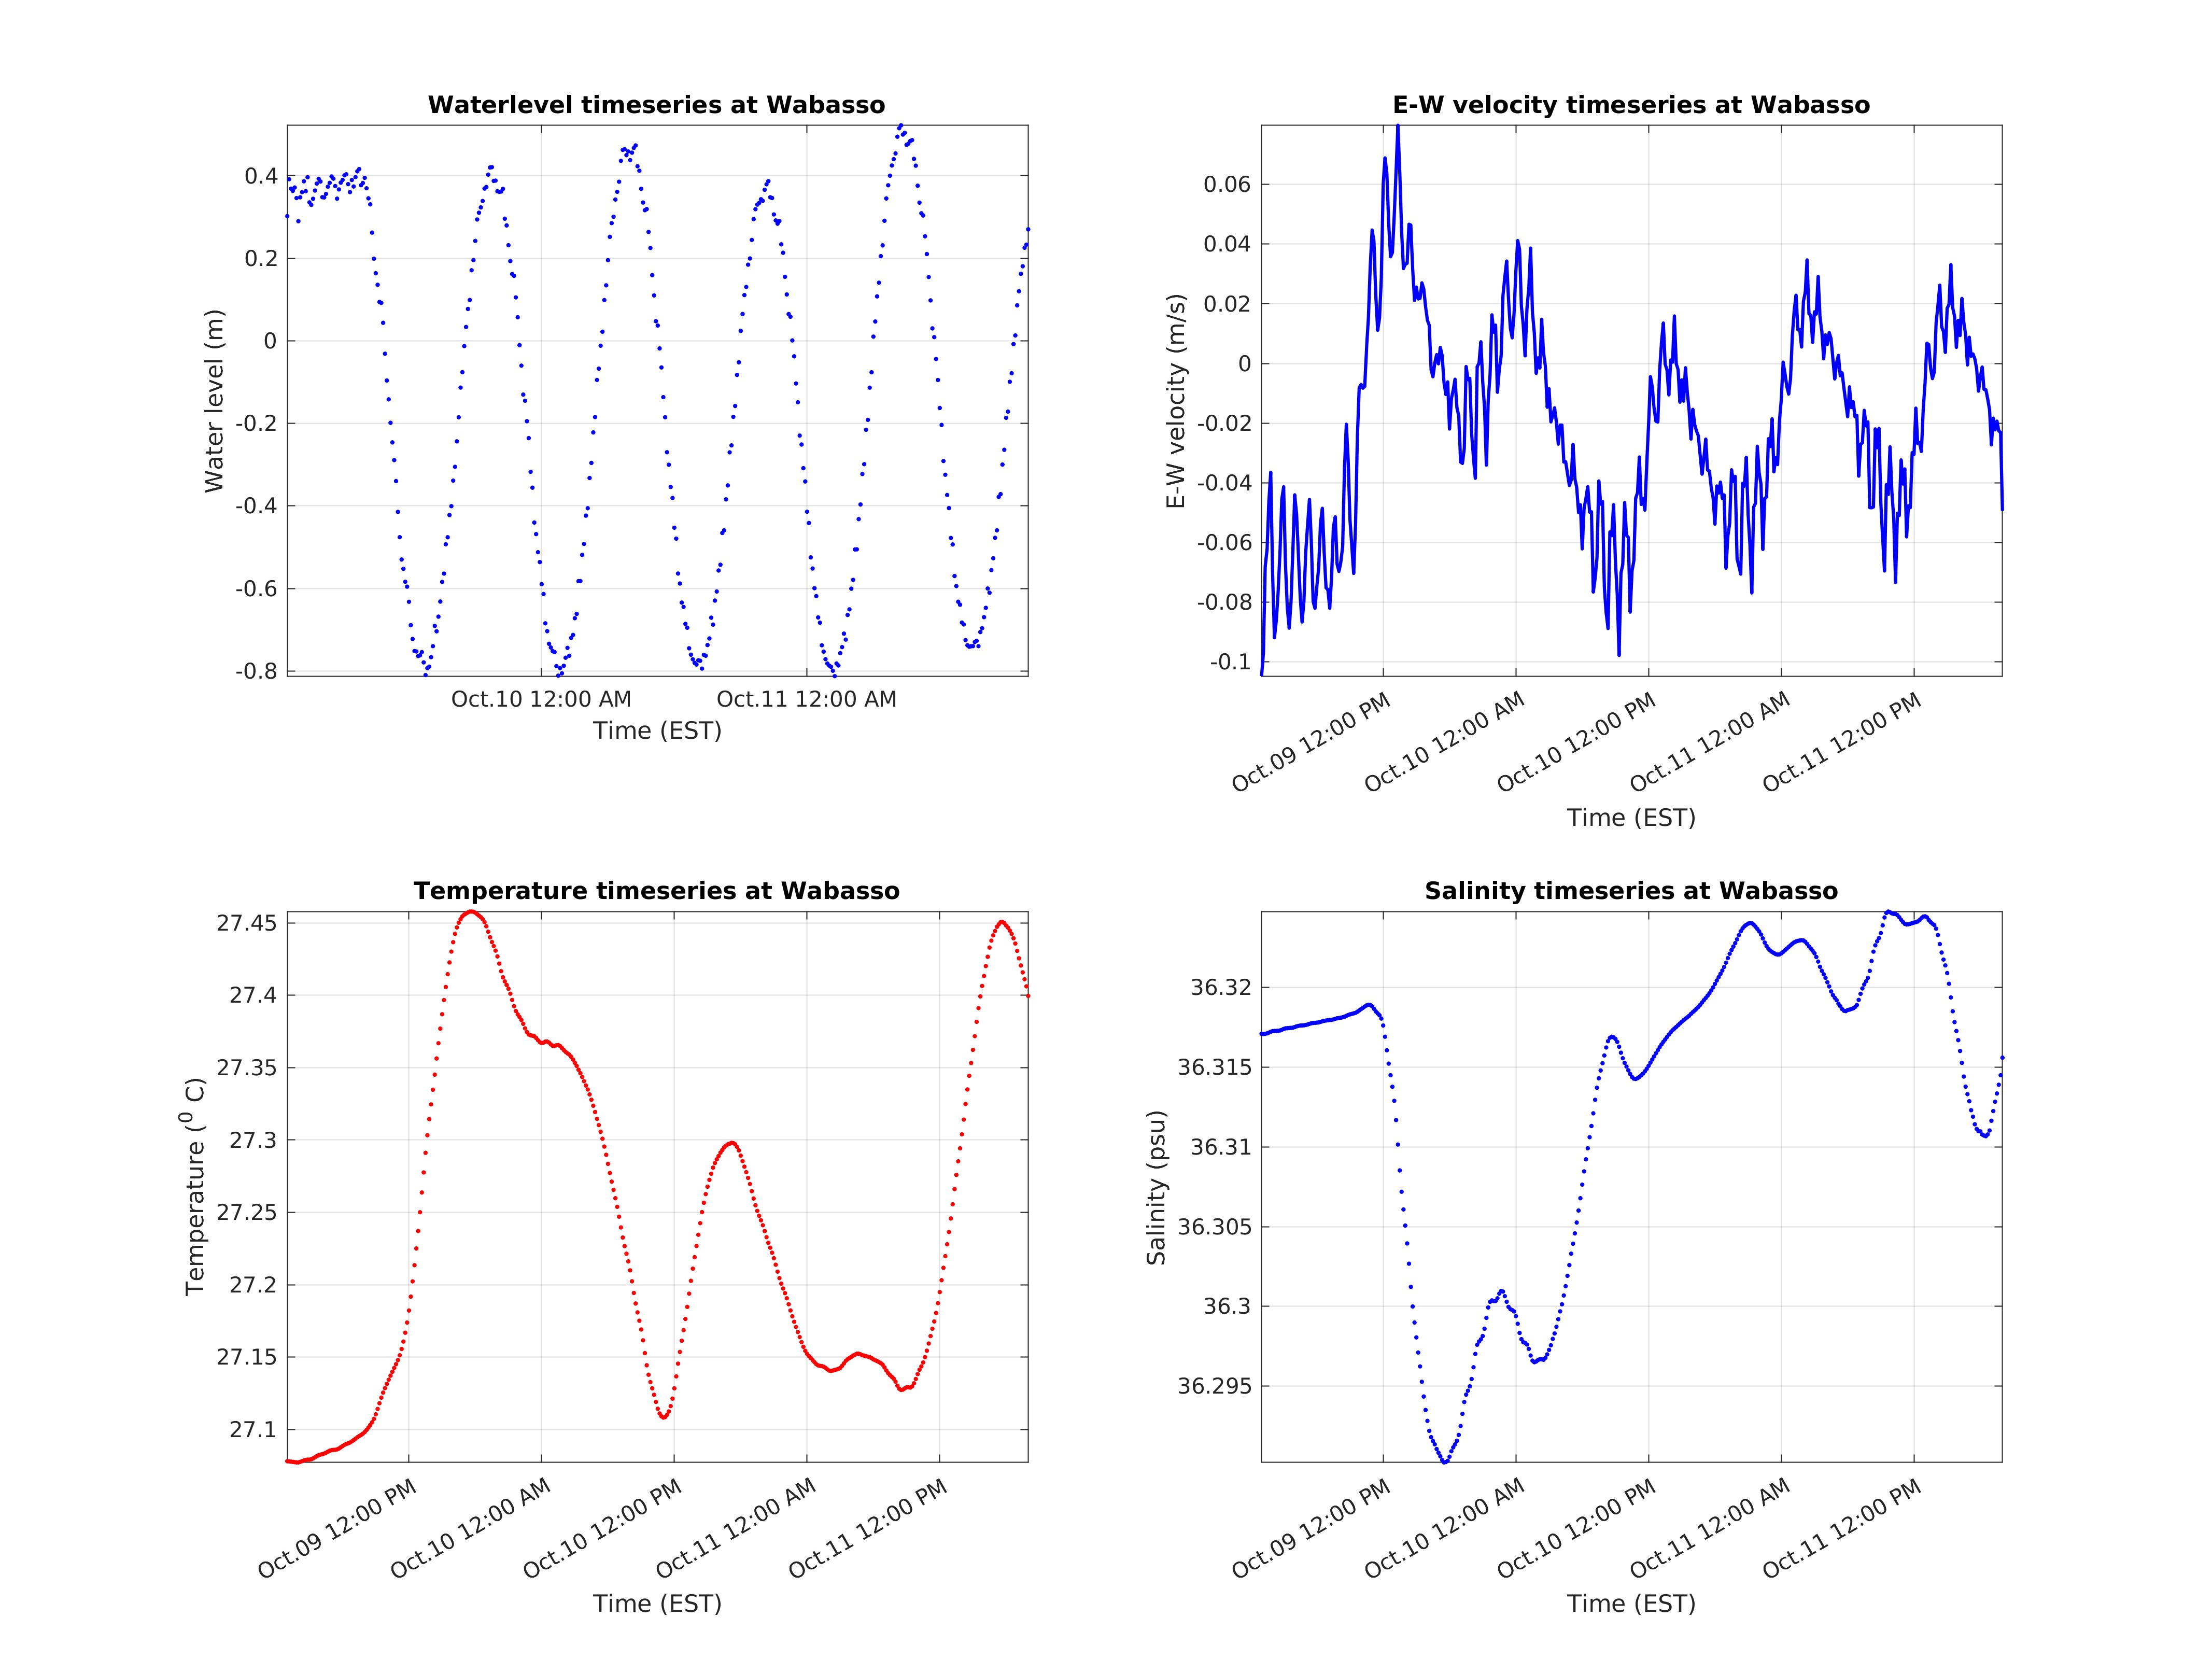 Waterlevel timeseries at Wabasso
0.4
0.2
0
-0.2
-0.4
-0.6
-0.8
Water level (m)
Oct.10 12:00 AM
Oct.11 12:00 AM
Time (EST)
E-W velocity timeseries at Wabasso
0.06
0.04
0.02
0
-0.02
-0.04
-0.06
-0.08
-0.1
E-W velocity (m/s)
Oct.09 12:00 PM
Oct.10 12:00 AM
Oct.10 12:00 PM
Oct.11 12:00 AM
Oct.11 12:00 PM
Time (EST)
Temperature timeseries at Wabasso
27.45
27.4
27.35
27.3
27.25
27.2
27.15
27.1
Temperature (⁰ C)
Oct.09 12:00 PM
Oct.10 12:00 AM
Oct.10 12:00 PM
Oct.11 12:00 AM
Oct.11 12:00 PM
Time (EST)
Salinity timeseries at Wabasso
36.32
36.315
36.31
36.305
36.3
36.295
Salinity (psu)
Oct.09 12:00 PM
Oct.10 12:00 AM
Oct.10 12:00 PM
Oct.11 12:00 AM
Oct.11 12:00 PM
Time (EST)